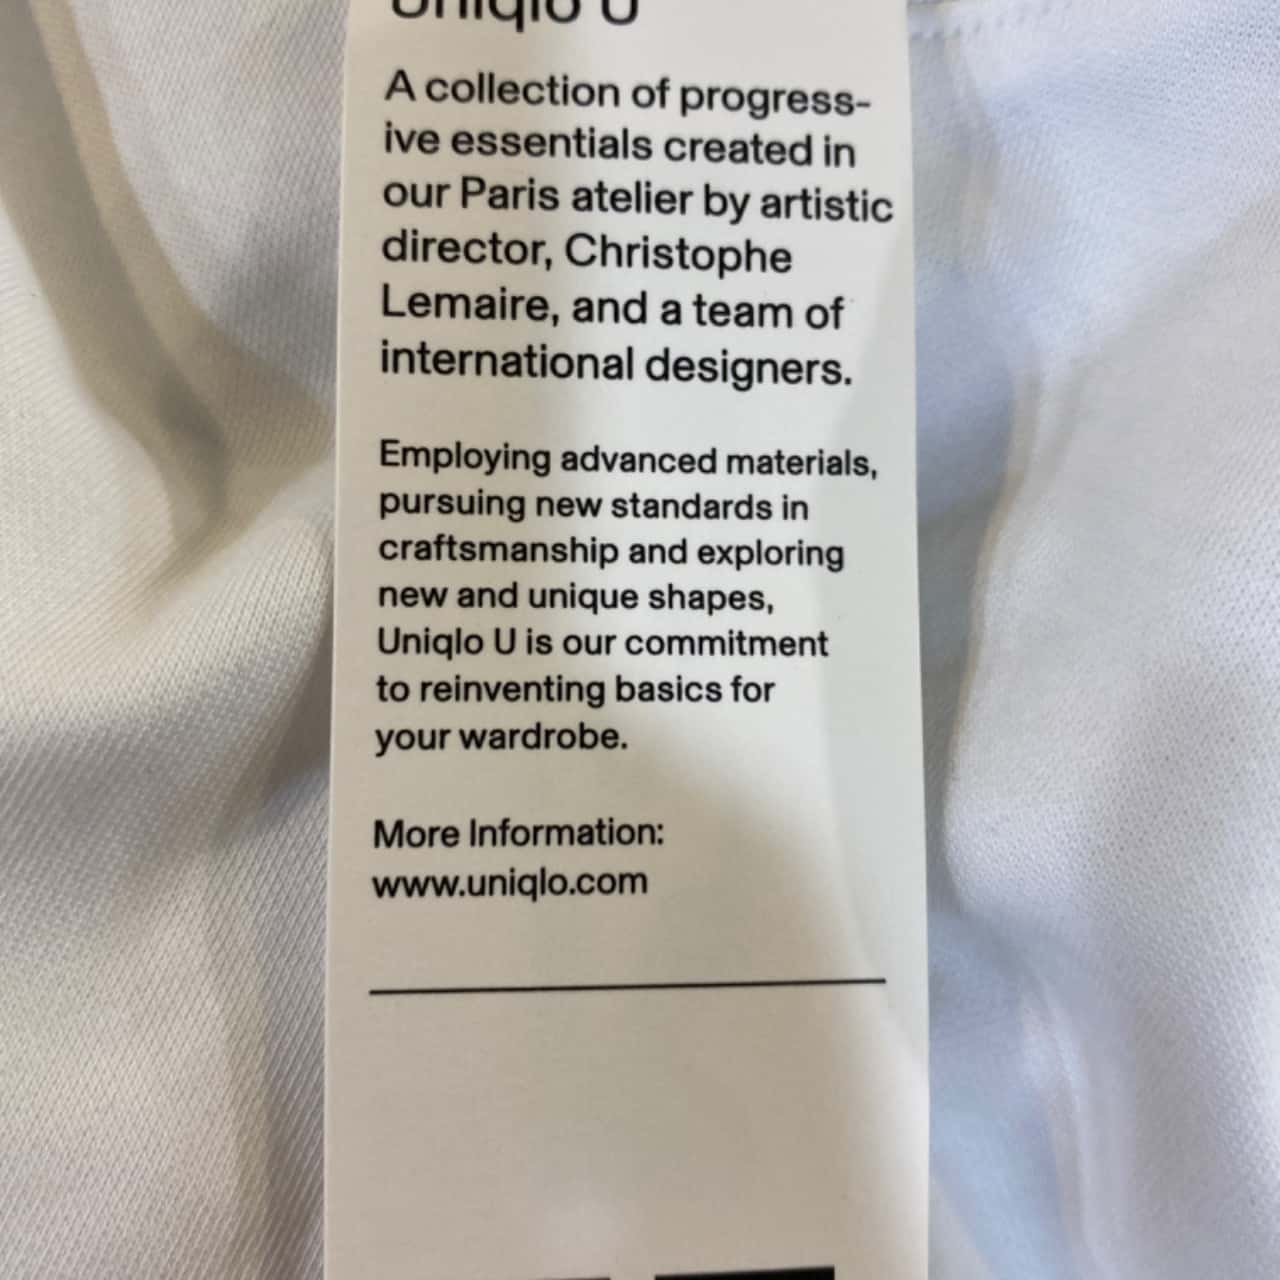 Uniqlo U
A collection of progress-
ive essentials created in
our Paris atelier by artistic
director, Christophe
Lemaire, and a team of
international designers.
Employing advanced materials,
pursuing new standards in
craftsmanship and exploring
new and unique shapes,
Uniqlo U is our commitment
to reinventing basics for
your wardrobe.
More Information:
www.uniqlo.com